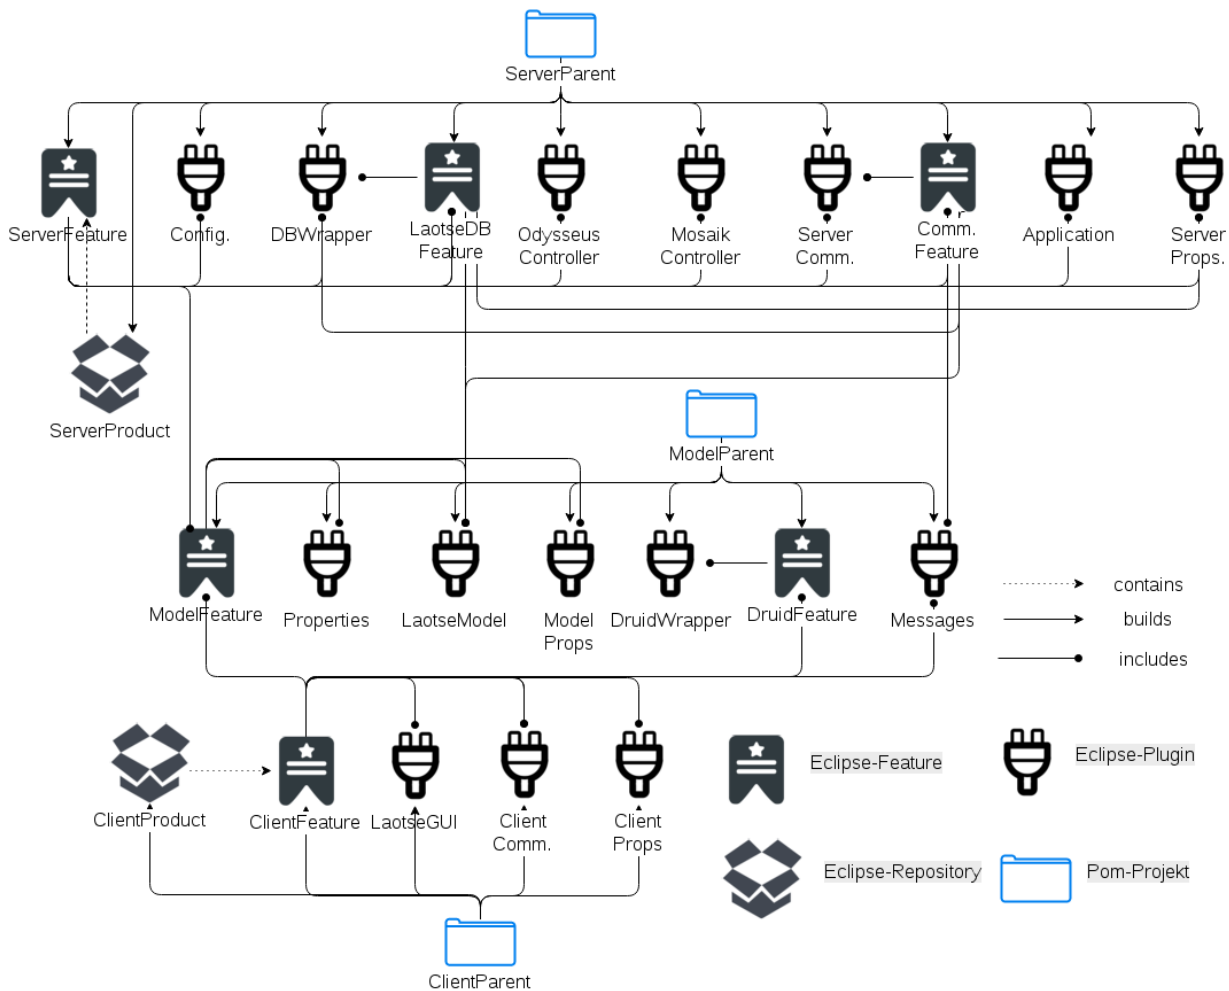 ServerParent
ServerFeature
Config.
DBWrapper
LaotseDB
Feature
Odysseus
Controller
Mosaik
Controller
Server
Comm.
Comm.
Feature
Application
Server
Props.
ServerProduct
ModelParent
ModelFeature
Properties
LaotseModel
Model
Props
DruidWrapper
DruidFeature
Messages
contains
builds
includes
ClientProduct
ClientFeature
LaotseGUI
Client
Comm.
Client
Props
Eclipse-Feature
Eclipse-Plugin
Eclipse-Repository
Pom-Projekt
ClientParent